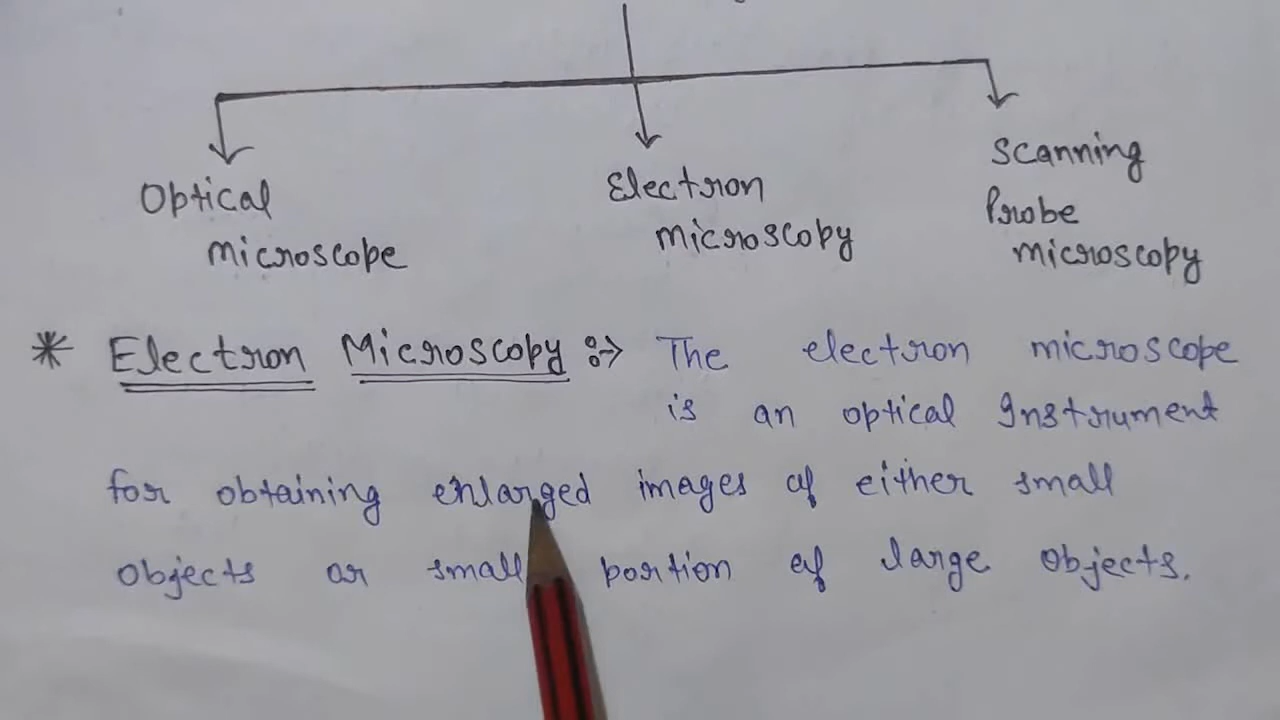 Optical
microscope
Electron
microscopy
Scanning
Probe
microscopy
* Electron Microscopy :→ The electron microscope
is an optical Instrument
for obtaining enlarged images of either small
objects or small portion of large objects.